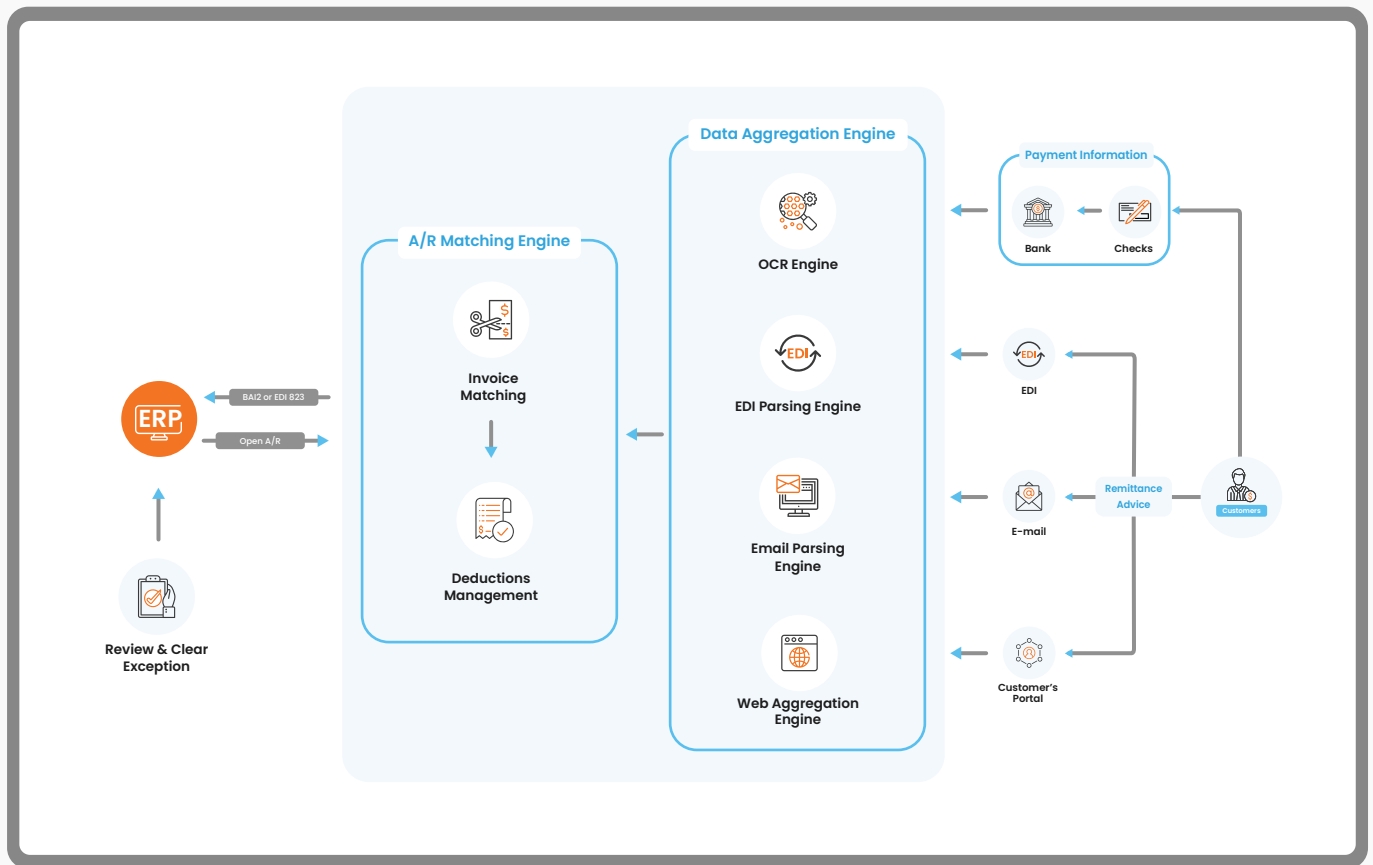 Data Aggregation Engine
OCR Engine
EDI
EDI Parsing Engine
Email Parsing
Engine
Web Aggregation
Engine
A/R Matching Engine
$
$
Invoice
Matching
$
Deductions
Management
BAI2 or EDI 823
Open A/R
ERP
Review & Clear
Exception
Payment Information
$
Bank
Checks
EDI
EDI
@
E-mail
Customer's
Portal
Remittance
Advice
$
Customers